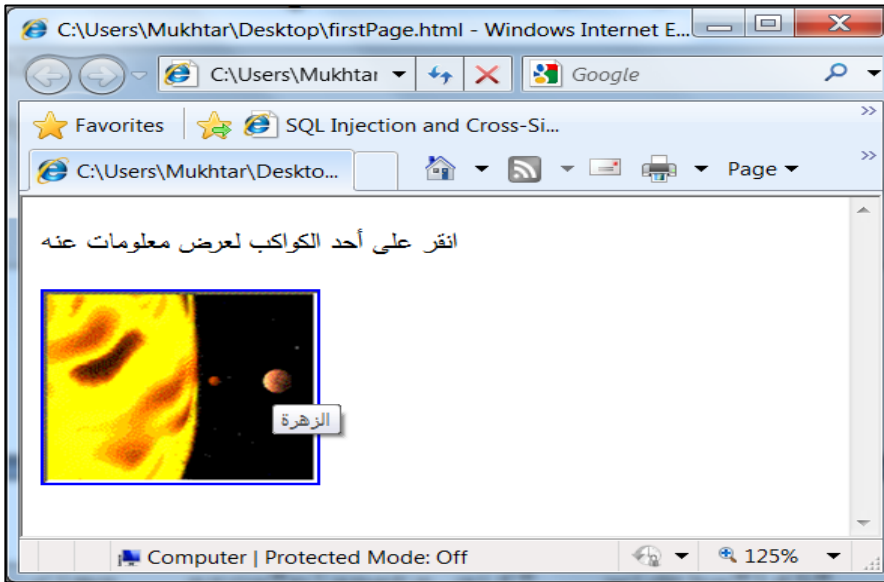 C:\Users\Mukhtar\Desktop\firstPage.html - Windows Internet E...
C:\Users\Mukhtar
Google
Favorites
SQL Injection and Cross-Si...
C:\Users\Mukhtar\Deskto...
Page
انقر على أحد الكواكب لعرض معلومات عنه
الزهرة
Computer | Protected Mode: Off
125%